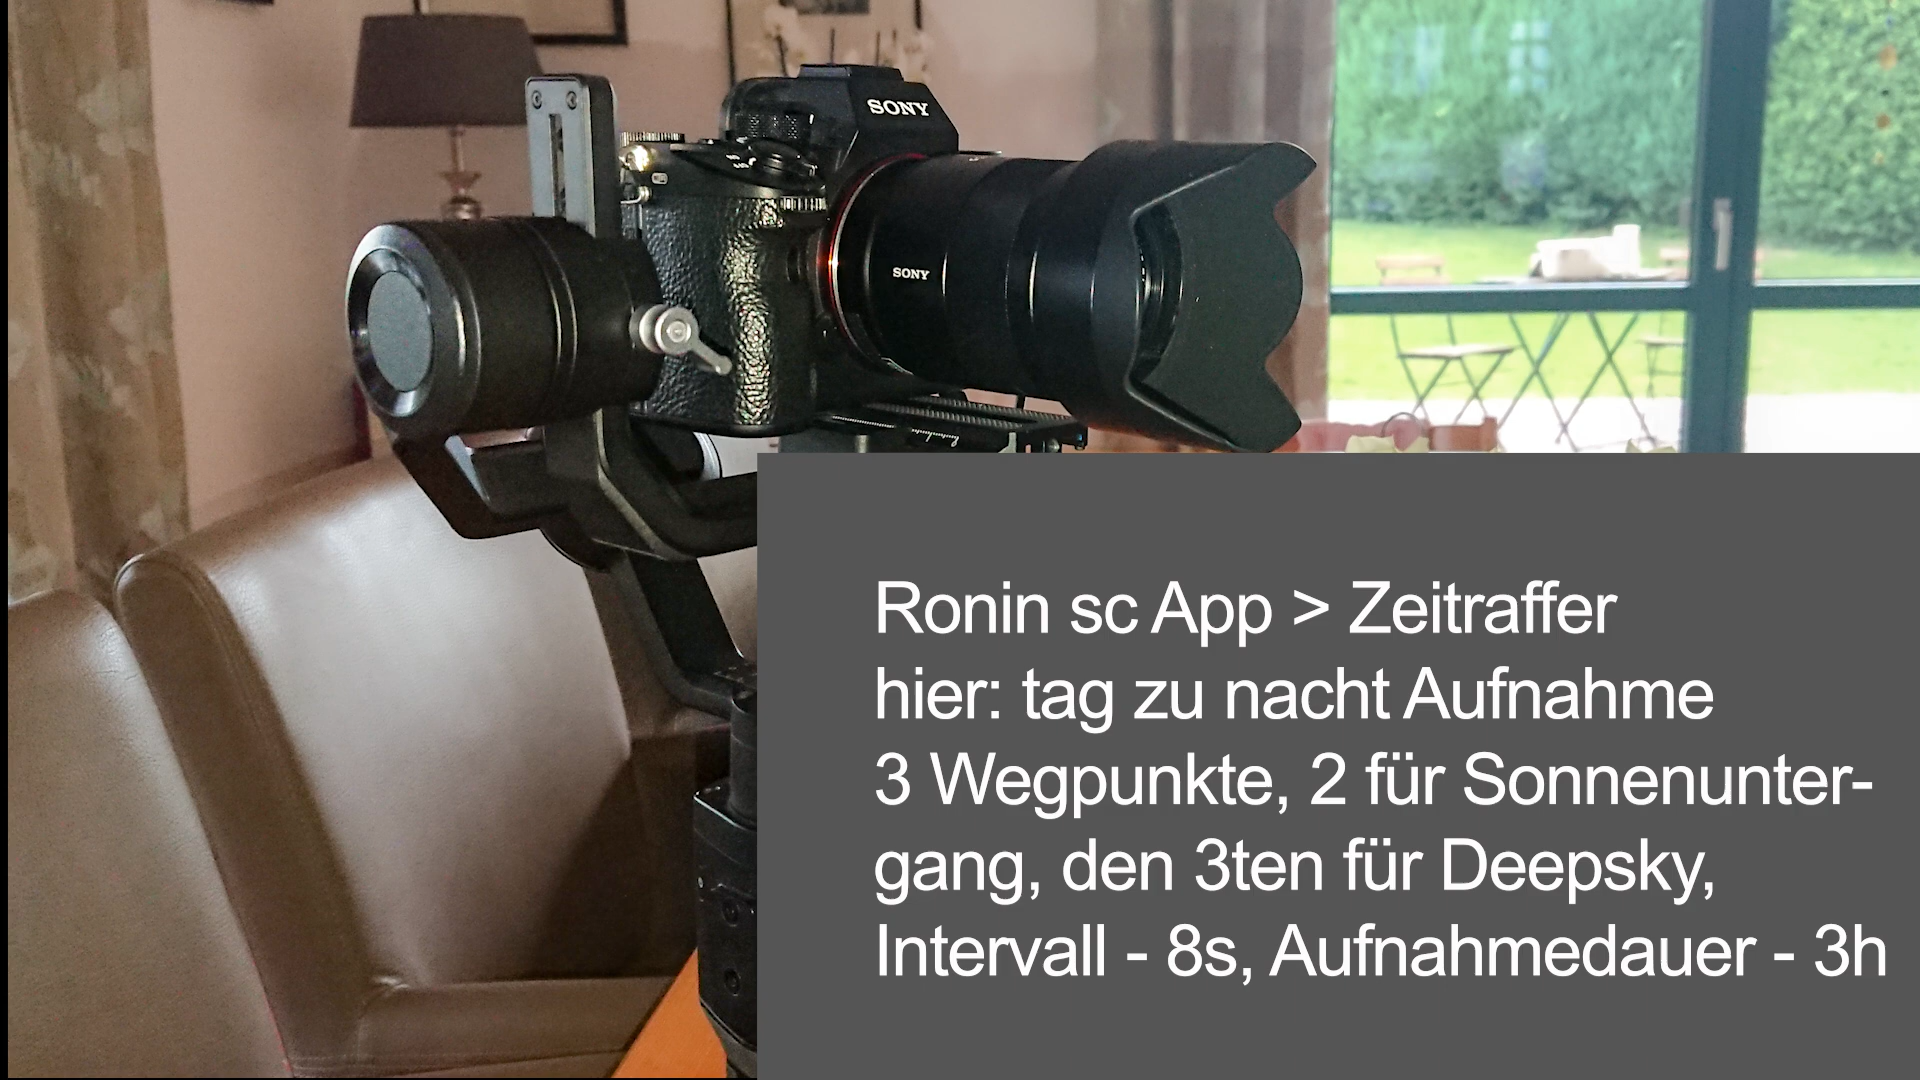 SONY
SONY
Ronin sc App > Zeitraffer
hier: tag zu nacht Aufnahme
3 Wegpunkte, 2 für Sonnenunter-
gang, den 3ten für Deepsky,
Intervall - 8s, Aufnahmedauer - 3h